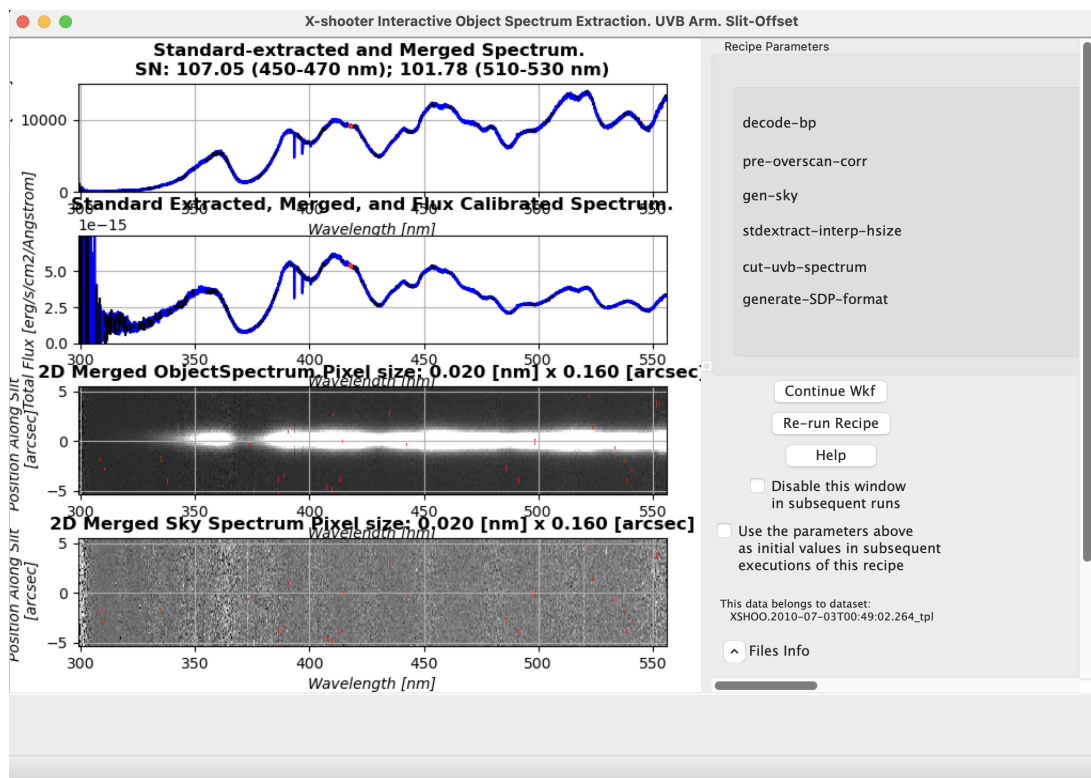 X-shooter Interactive Object Spectrum Extraction. UVB Arm. Slit-Offset
Standard-extracted and Merged Spectrum.
SN: 107.05 (450-470 nm); 101.78 (510-530 nm)
10000
0
300 350 400 450 500 550
Wavelength [nm]
Standard Extracted, Merged, and Flux Calibrated Spectrum.
1e−15
Total Flux [erg/s/cm2/Angstrom]
5.0
2.5
0.0
300 350 400 450 500 550
Wavelength [nm]
2D Merged ObjectSpectrum.Pixel size: 0.020 [nm] x 0.160 [arcsec]
Position Along Slit
[arcsec]
5
0
−5
300 350 400 450 500 550
Wavelength [nm]
2D Merged Sky Spectrum Pixel size: 0.020 [nm] x 0.160 [arcsec]
Position Along Slit
[arcsec]
5
0
−5
300 350 400 450 500 550
Wavelength [nm]
Recipe Parameters
decode-bp
pre-overscan-corr
gen-sky
stdextract-interp-hsize
cut-uvb-spectrum
generate-SDP-format
Continue Wkf
Re-run Recipe
Help
Disable this window
in subsequent runs
Use the parameters above
as initial values in subsequent
executions of this recipe
This data belongs to dataset:
XSHOO.2010-07-03T00:49:02.264_tpl
Files Info